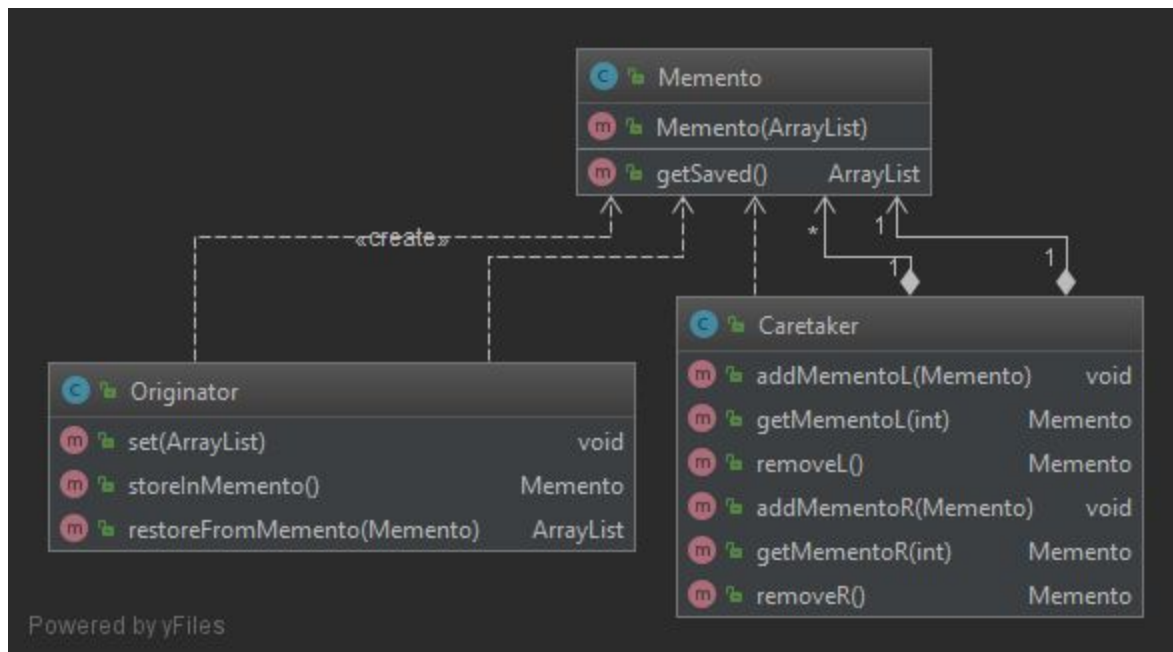 Memento
Memento(ArrayList)
getSaved() ArrayList
«create»
* 1
1 1
Originator
set(ArrayList) void
storeInMemento() Memento
restoreFromMemento(Memento) ArrayList
Caretaker
addMementoL(Memento) void
getMementoL(int) Memento
removeL() Memento
addMementoR(Memento) void
getMementoR(int) Memento
removeR() Memento
Powered by yFiles